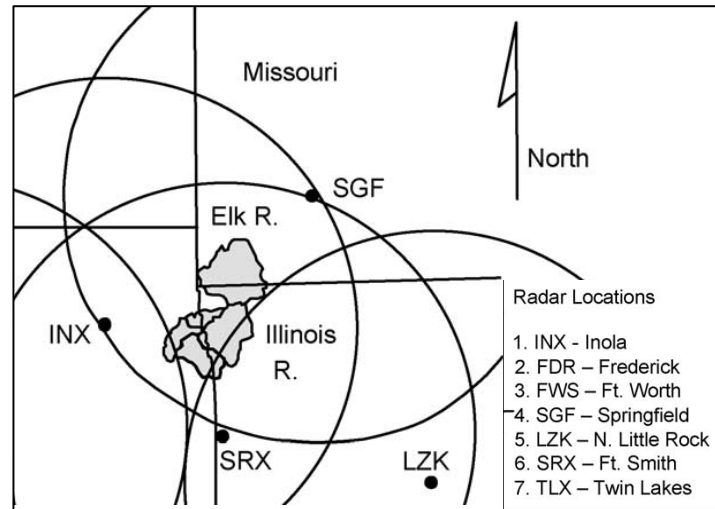 Missouri
SGF
North
Elk R.
INX
Illinois
R.
SRX
LZK
Radar Locations
1. INX - Inola
2. FDR – Frederick
3. FWS – Ft. Worth
4. SGF – Springfield
5. LZK – N. Little Rock
6. SRX – Ft. Smith
7. TLX – Twin Lakes